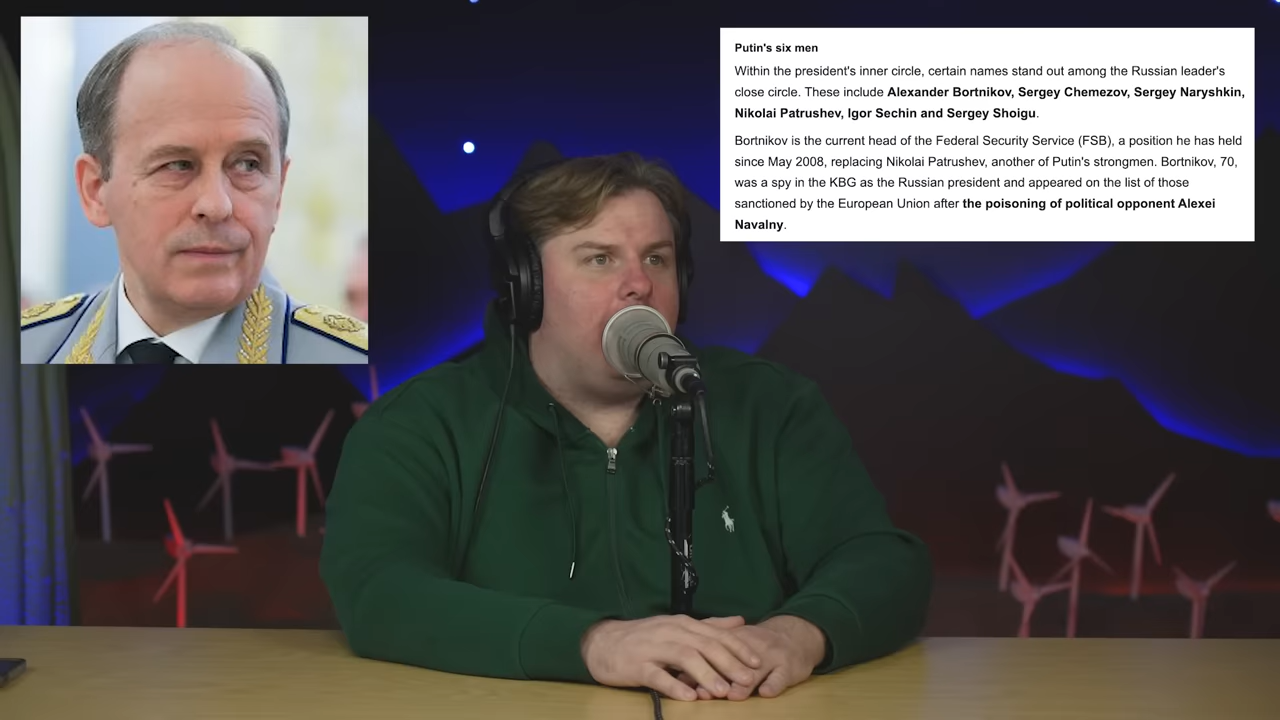 Putin's six men
Within the president's inner circle, certain names stand out among the Russian leader's
close circle. These include Alexander Bortnikov, Sergey Chemezov, Sergey Naryshkin,
Nikolai Patrushev, Igor Sechin and Sergey Shoigu.
Bortnikov is the current head of the Federal Security Service (FSB), a position he has held
since May 2008, replacing Nikolai Patrushev, another of Putin's strongmen. Bortnikov, 70,
was a spy in the KBG as the Russian president and appeared on the list of those
sanctioned by the European Union after the poisoning of political opponent Alexei
Navalny.